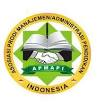 ASOSIASI PRODI MANAJEMEN/ADMINISTRASI PENDIDIKAN
APMAPI
INDONESIA